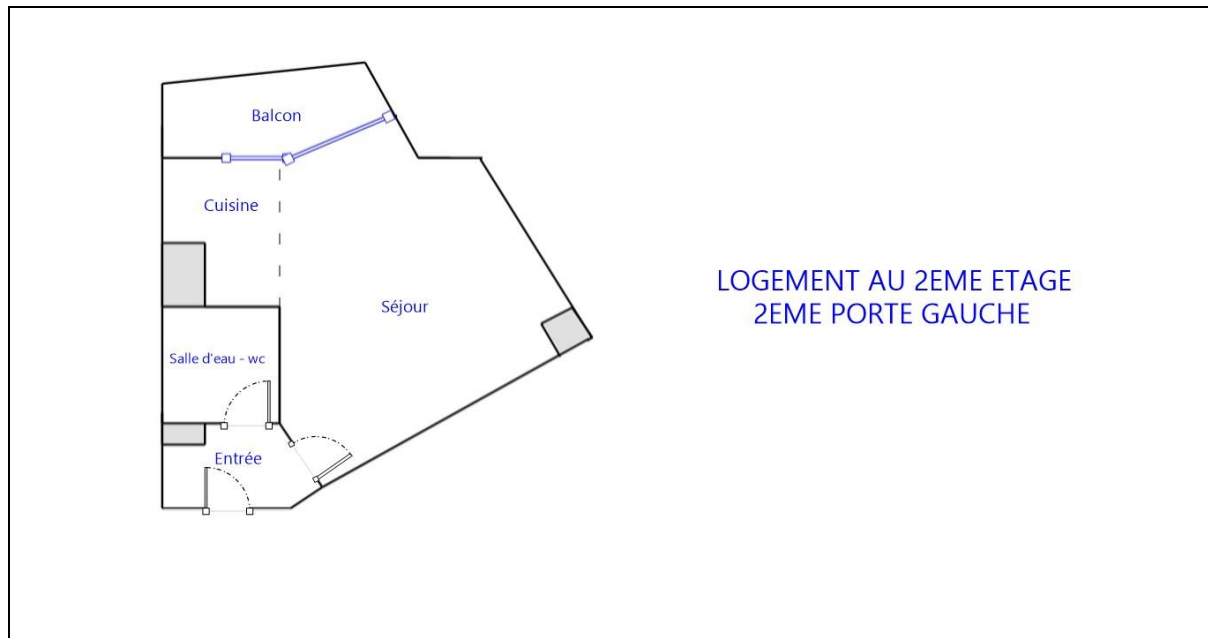 Balcon
Cuisine
Séjour
Salle d'eau - wc
Entrée
LOGEMENT AU 2EME ETAGE
2EME PORTE GAUCHE